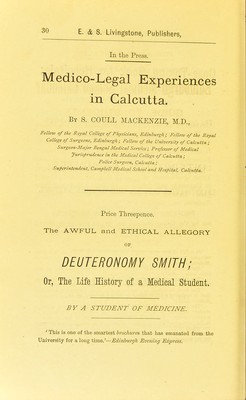 30 E. & S. Livingstone, Publishers,
In the Press.
Medico-Legal Experiences
in Calcutta.
By S. COULL MACKENZIE, M.D.,
Fellow of the Royal College of Physicians, Edinburgh; Fellow of the Royal
College of Surgeons, Edinburgh; Fellow of the University of Calcutta;
Surgeon-Major Bengal Medical Service; Professor of Medical
Jurisprudence in the Medical College of Calcutta;
Police Surgeon, Calcutta;
Superintendent, Campbell Medical School and Hospital, Calcutta.
Price Threepence.
The AWFUL and ETHICAL ALLEGORY
OF
DEUTERONOMY SMITH;
Or, The Life History of a Medical Student.
BY A STUDENT OF MEDICINE.
'This is one of the smartest brochures that has emanated from the
University for a long time.'—Edinburgh Evening Express.